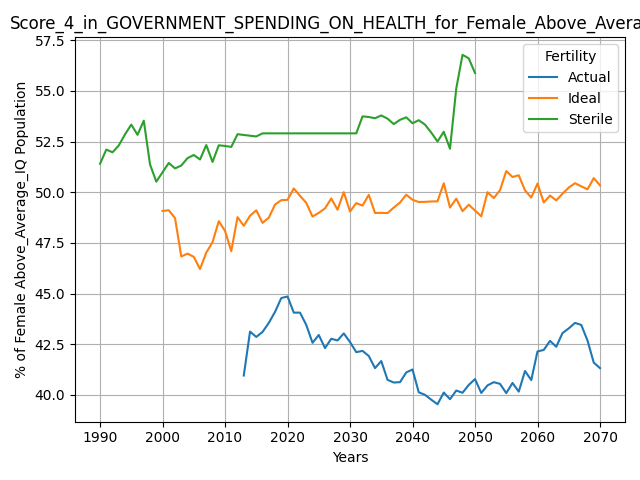 Score_4_in_GOVERNMENT_SPENDING_ON_HEALTH_for_Female_Above_Avera
57.5
55.0
52.5
50.0
47.5
45.0
42.5
40.0
% of Female Above_Average_IQ Population
Fertility
Actual
Ideal
Sterile
1990 2000 2010 2020 2030 2040 2050 2060 2070
Years